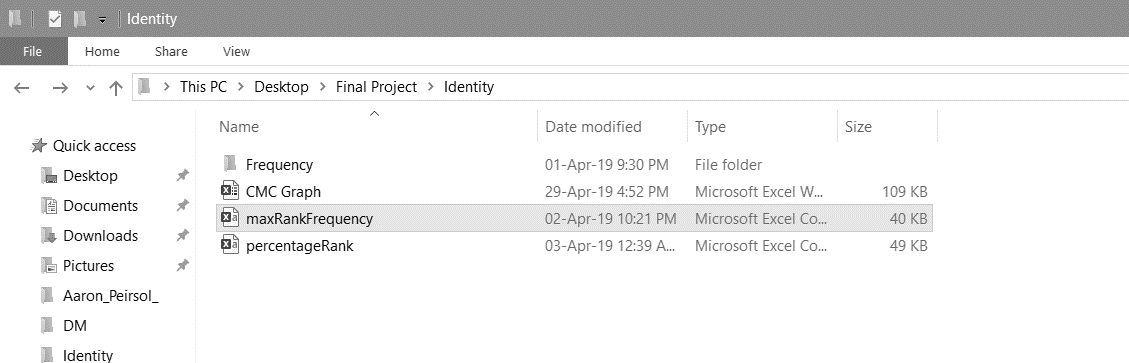 Identity
File Home Share View
This PC Desktop Final Project Identity
Name Date modified Type Size
Quick access
Desktop
Documents
Downloads
Pictures
Aaron_Peirsol_
DM
Identity
Frequency 01-Apr-19 9:30 PM File folder
CMC Graph 29-Apr-19 4:52 PM Microsoft Excel W... 109 KB
maxRankFrequency 02-Apr-19 10:21 PM Microsoft Excel Co... 40 KB
percentageRank 03-Apr-19 12:39 A... Microsoft Excel Co... 49 KB